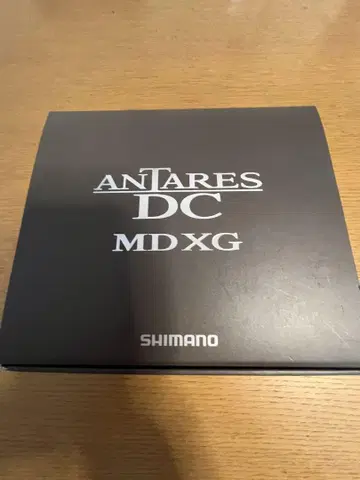 ANTARES
DC
MD XG
SHIMANO